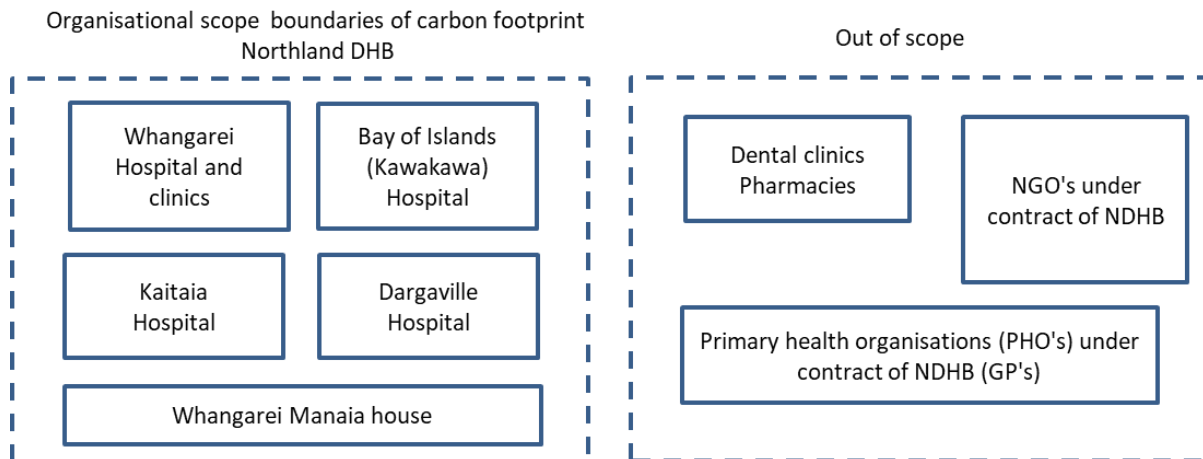 Organisational scope boundaries of carbon footprint
Northland DHB
Whangarei
Hospital and
clinics
Bay of Islands
(Kawakawa)
Hospital
Kaitaia
Hospital
Dargaville
Hospital
Whangarei Manaia house
Out of scope
Dental clinics
Pharmacies
NGO's under
contract of NDHB
Primary health organisations (PHO's) under
contract of NDHB (GP's)